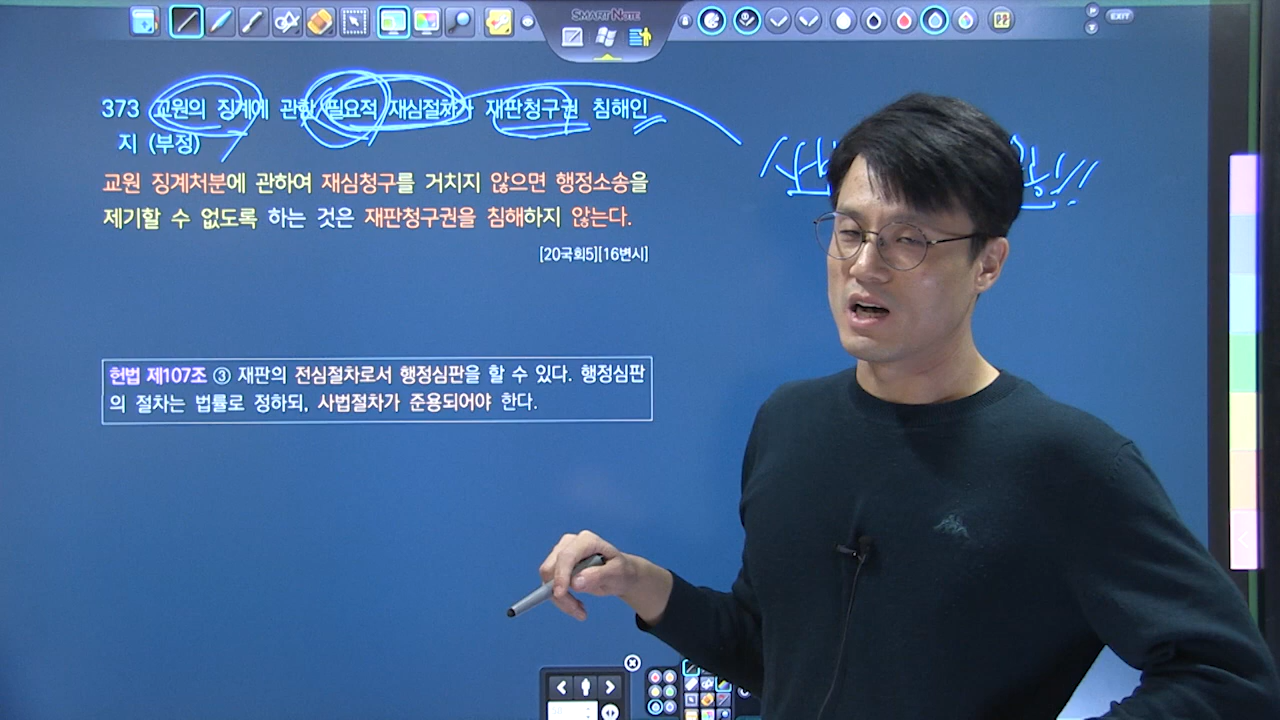 SMARTNOTE
EXIT
373 교원의 징계에 관한 필요적 재심절차가 재판청구권 침해인
지 (부정)
교원 징계처분에 관하여 재심청구를 거치지 않으면 행정소송을
제기할 수 없도록 하는 것은 재판청구권을 침해하지 않는다.
[20국회5][16변시]
헌법 제107조 ③ 재판의 전심절차로서 행정심판을 할 수 있다. 행정심판
의 절차는 법률로 정하되, 사법절차가 준용되어야 한다.